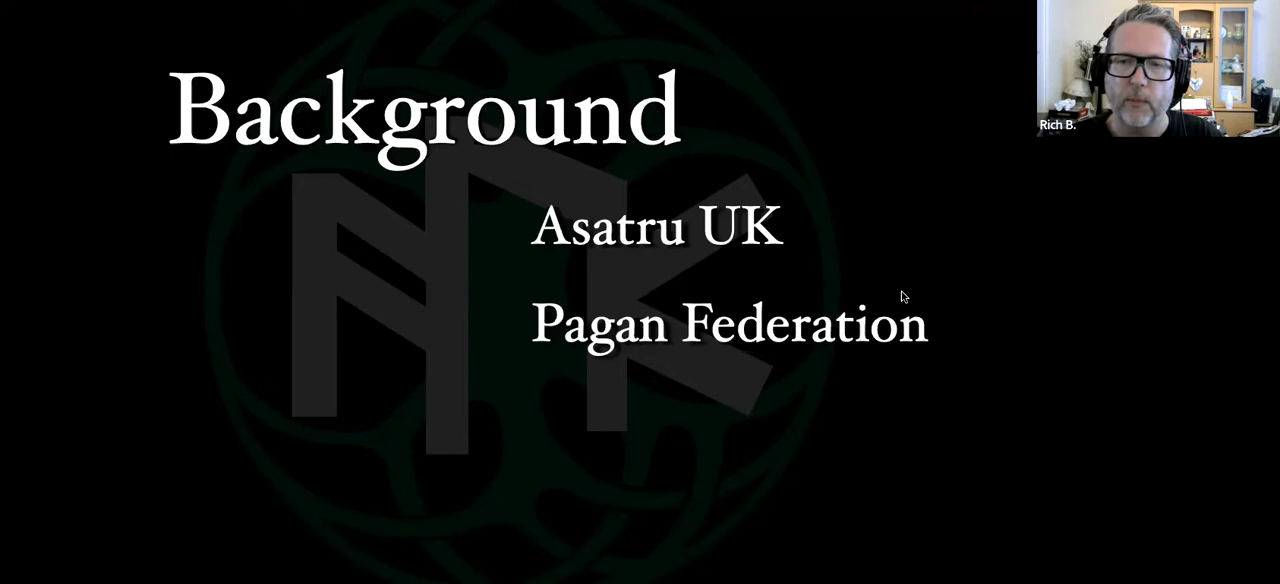 Background
Asatru UK
Pagan Federation
Rich B.